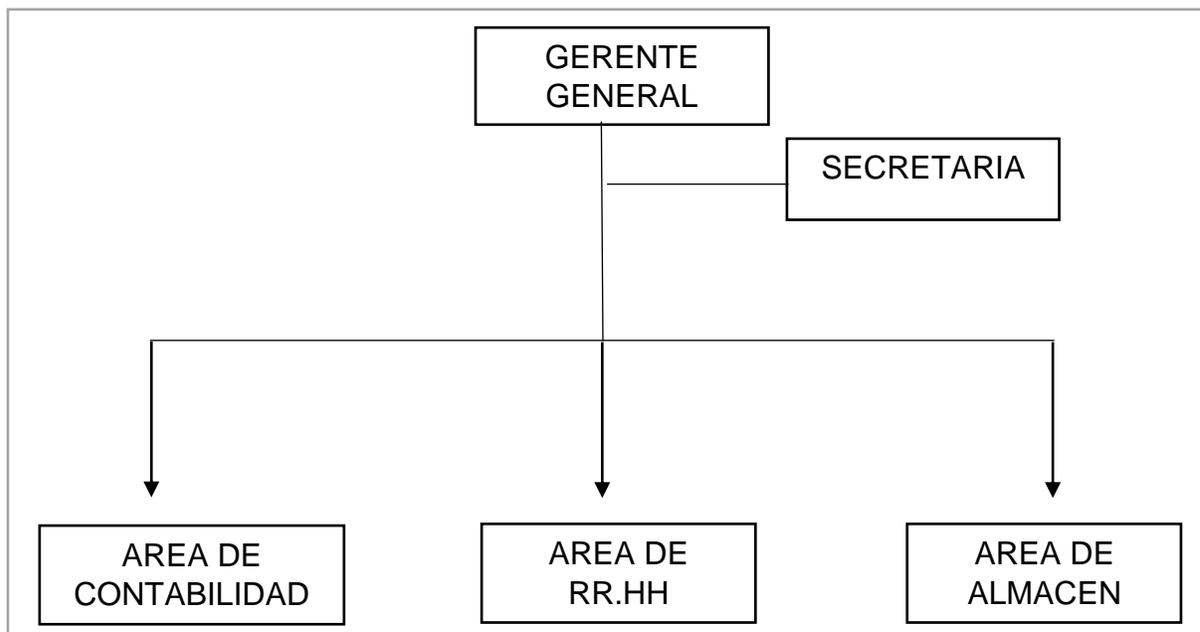 GERENTE
GENERAL
SECRETARIA
AREA DE
CONTABILIDAD
AREA DE
RR.HH
AREA DE
ALMACEN